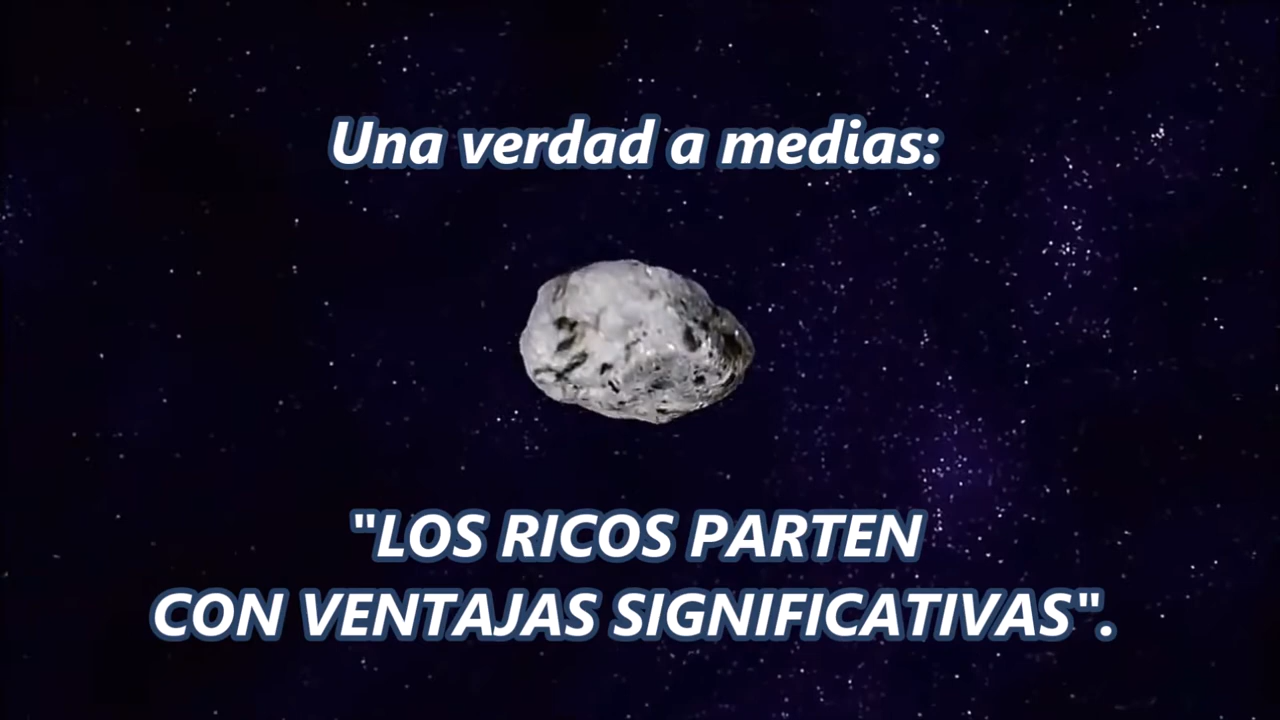 Una verdad a medias:
"LOS RICOS PARTEN
CON VENTAJAS SIGNIFICATIVAS".